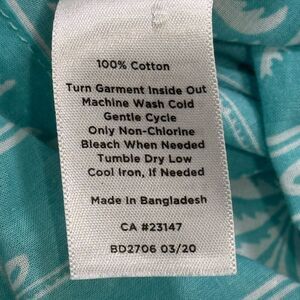 100% Cotton
Turn Garment Inside Out
Machine Wash Cold
Gentle Cycle
Only Non-Chlorine
Bleach When Needed
Tumble Dry Low
Cool Iron, If Needed
Made In Bangladesh
CA #23147
BD2706 03/20